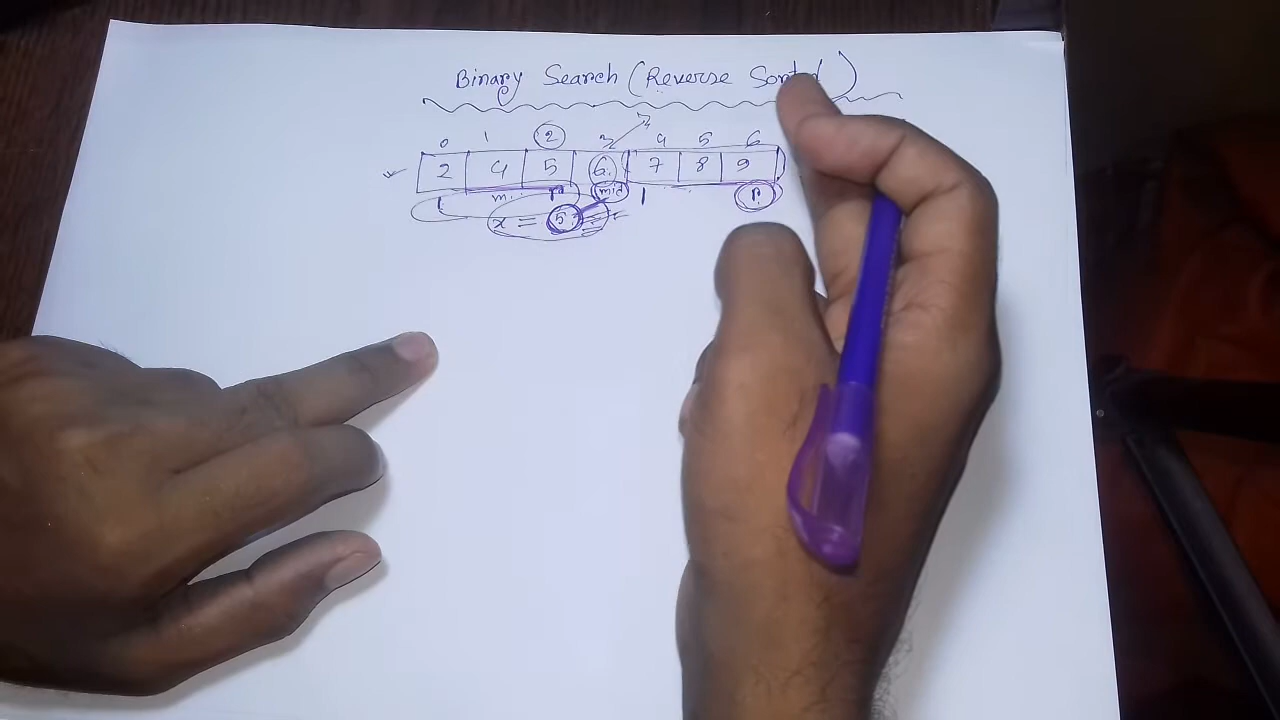 Binary Search (Reverse Sorted)
0 1 2 3 4 5 6
2 4 5 6 7 8 9
l m r mid l r
x = 5